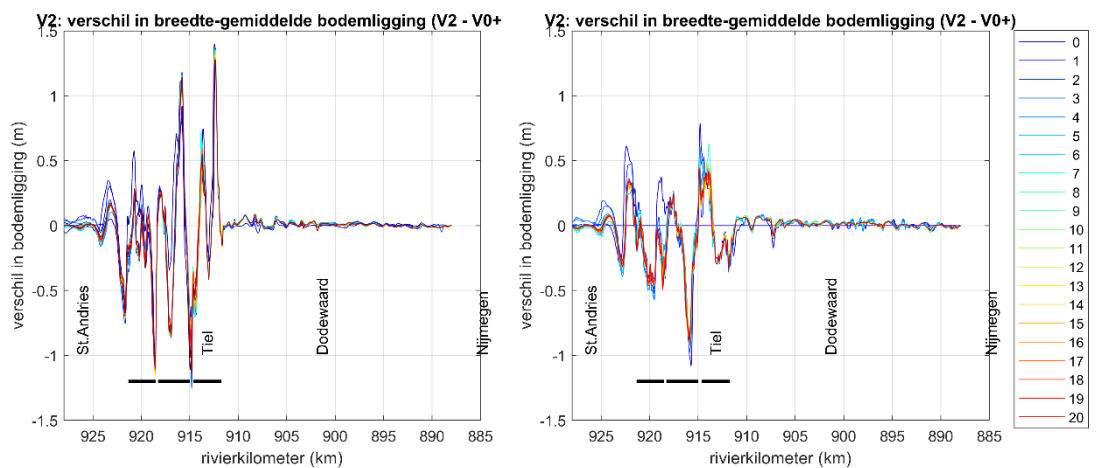 V2: verschil in breedte-gemiddelde bodemligging (V2 - V0+
1.5
1
0.5
0
-0.5
-1
-1.5
verschil in bodemligging (m)
St.Andries
Tiel
Dodewaard
Nijmegen
925 920 915 910 905 900 895 890 885
rivierkilometer (km)
V2: verschil in breedte-gemiddelde bodemligging (V2 - V0+)
1.5
1
0.5
0
-0.5
-1
-1.5
verschil in bodemligging (m)
St.Andries
Tiel
Dodewaard
Nijmegen
925 920 915 910 905 900 895 890 885
rivierkilometer (km)
0
1
2
3
4
5
6
7
8
9
10
11
12
13
14
15
16
17
18
19
20